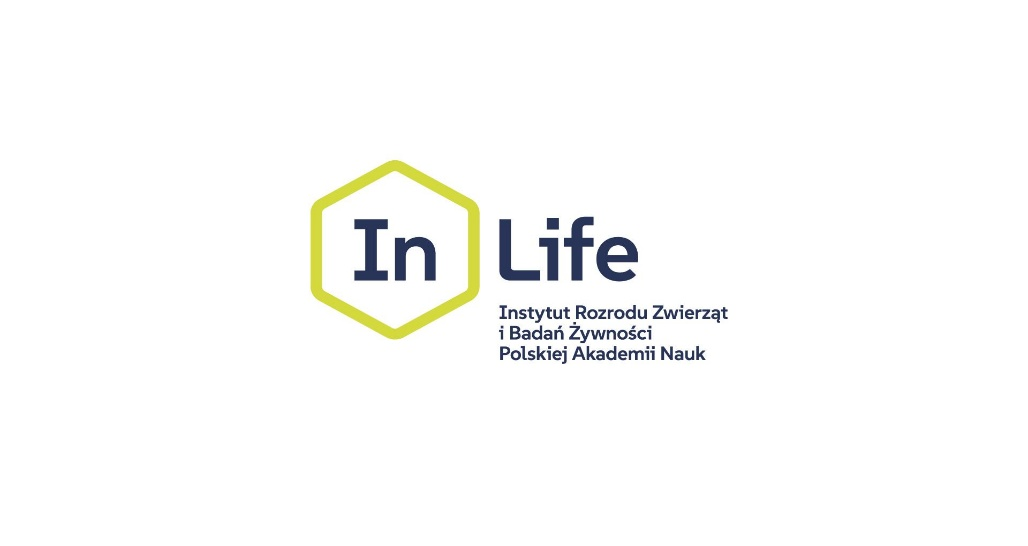 In Life
Instytut Rozrodu Zwierząt
i Badań Żywności
Polskiej Akademii Nauk